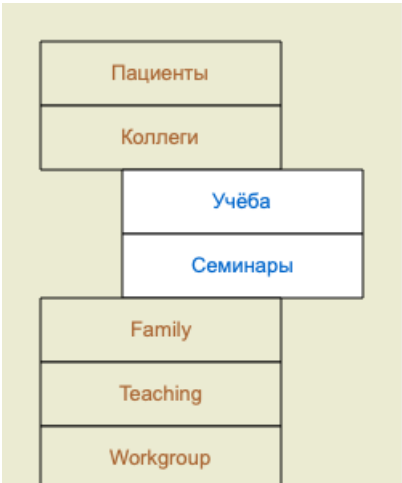 Пациенты
Коллеги
Учёба
Семинары
Family
Teaching
Workgroup